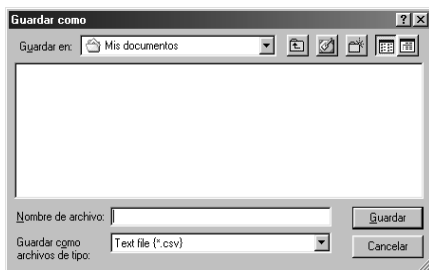 Guardar como
Guardar en: Mis documentos
Nombre de archivo:
Guardar
Guardar como archivos de tipo:
Text file {*.csv}
Cancelar